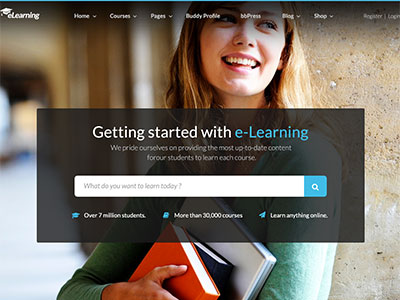 eLearning
Home Courses Pages Buddy Profile bbPress Blog Shop Register | Login
Getting started with e-Learning
We pride ourselves on providing the most up-to-date content
forour students to learn each course.
What do you want to learn today ?
Over 7 million students. More than 30,000 courses Learn anything online.